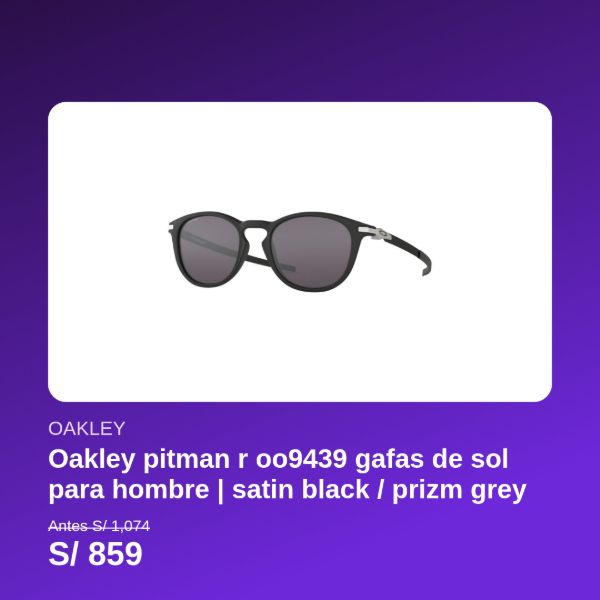 OAKLEY
Oakley pitman r oo9439 gafas de sol
para hombre | satin black / prizm grey
Antes S/ 1,074
S/ 859